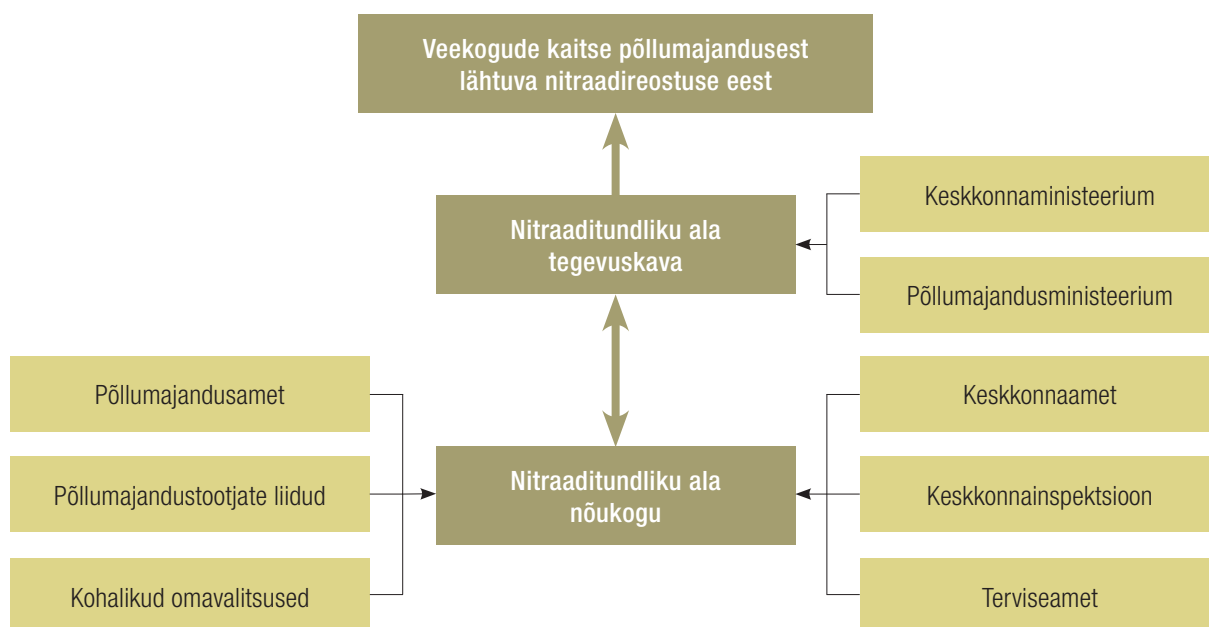 Veekogude kaitse põllumajandusest
lähtuva nitraadireostuse eest
Nitraaditundliku ala
tegevuskava
Keskkonnaministeerium
Põllumajandusministeerium
Põllumajandusamet
Põllumajandustootjate liidud
Kohalikud omavalitsused
Nitraaditundliku ala
nõukogu
Keskkonnaamet
Keskkonnainspektsioon
Terviseamet